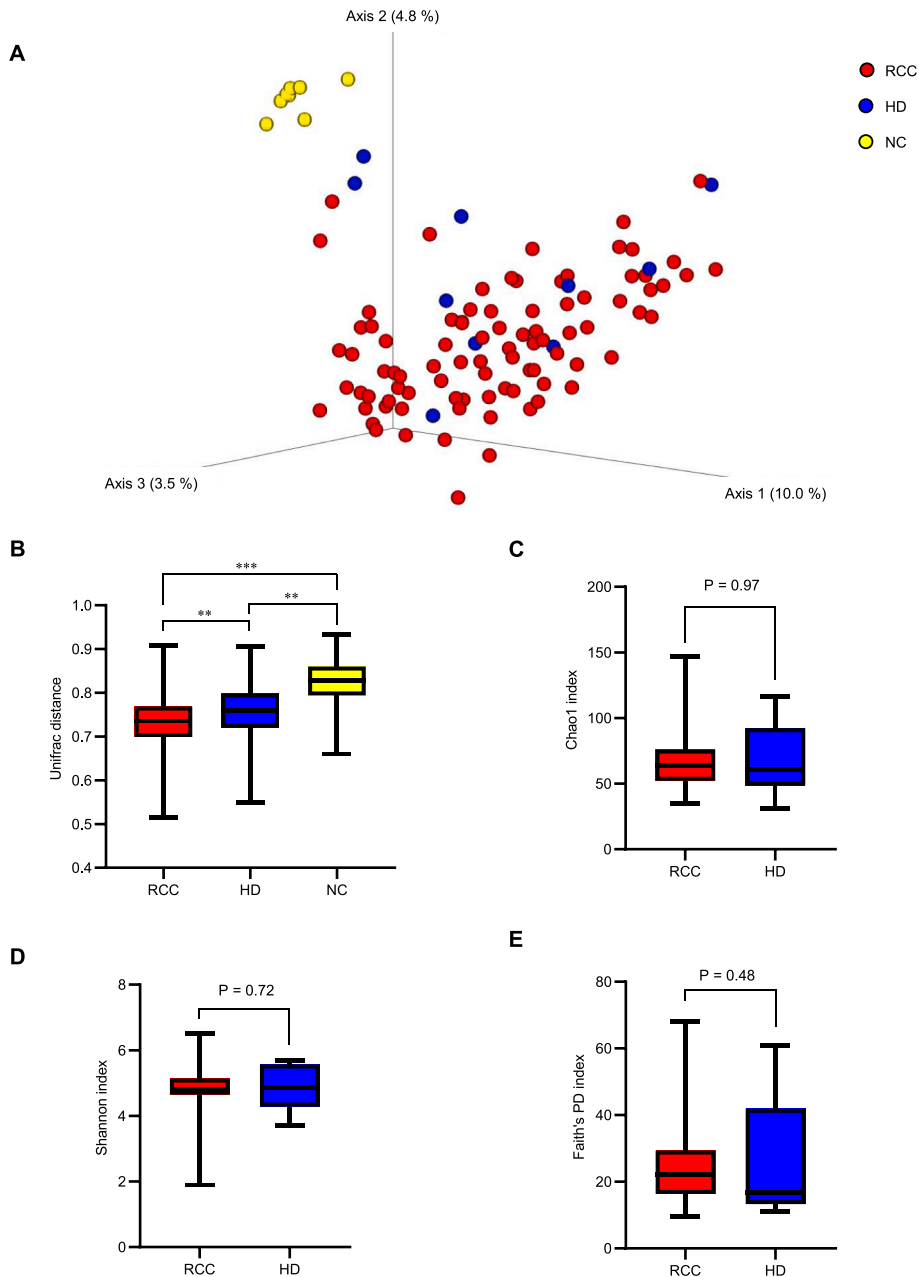 Axis 2 (4.8 %)
A
RCC
HD
NC
Axis 3 (3.5 %)
Axis 1 (10.0 %)
B
***
**
**
1.0
0.9
0.8
0.7
0.6
0.5
0.4
Unifrac distance
RCC HD NC
C
P = 0.97
200
150
100
50
0
Chao1 index
RCC HD
D
P = 0.72
8
6
4
2
0
Shannon index
RCC HD
E
P = 0.48
80
60
40
20
0
Faith's PD index
RCC HD